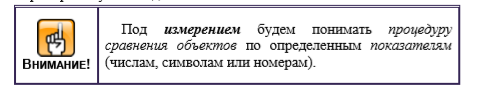 Под измерением будем понимать процедуру
сравнения объектов по определенным показателям
(числам, символам или номерам).
ВНИМАНИЕ!